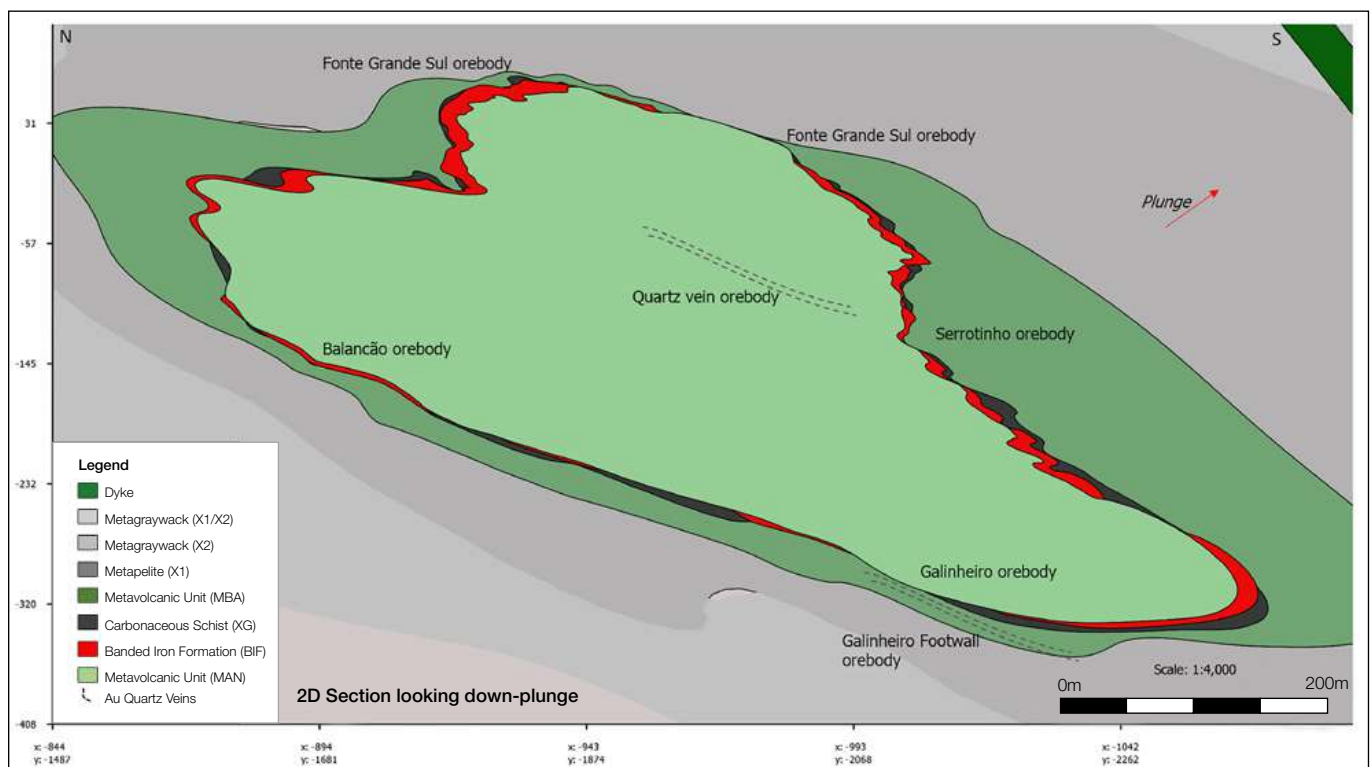 N
S
Fonte Grande Sul orebody
31
Fonte Grande Sul orebody
Plunge
-57
Quartz vein orebody
Serrotinho orebody
Balancão orebody
-145
-232
Galinheiro orebody
-320
Galinheiro Footwall
orebody
-408
Legend
Dyke
Metagraywack (X1/X2)
Metagraywack (X2)
Metapelite (X1)
Metavolcanic Unit (MBA)
Carbonaceous Schist (XG)
Banded Iron Formation (BIF)
Metavolcanic Unit (MAN)
Au Quartz Veins
2D Section looking down-plunge
Scale: 1:4,000
0m 200m
x: -844
y: -1487
x: -894
y: -1681
x: -943
y: -1874
x: -993
y: -2068
x: -1042
y: -2262